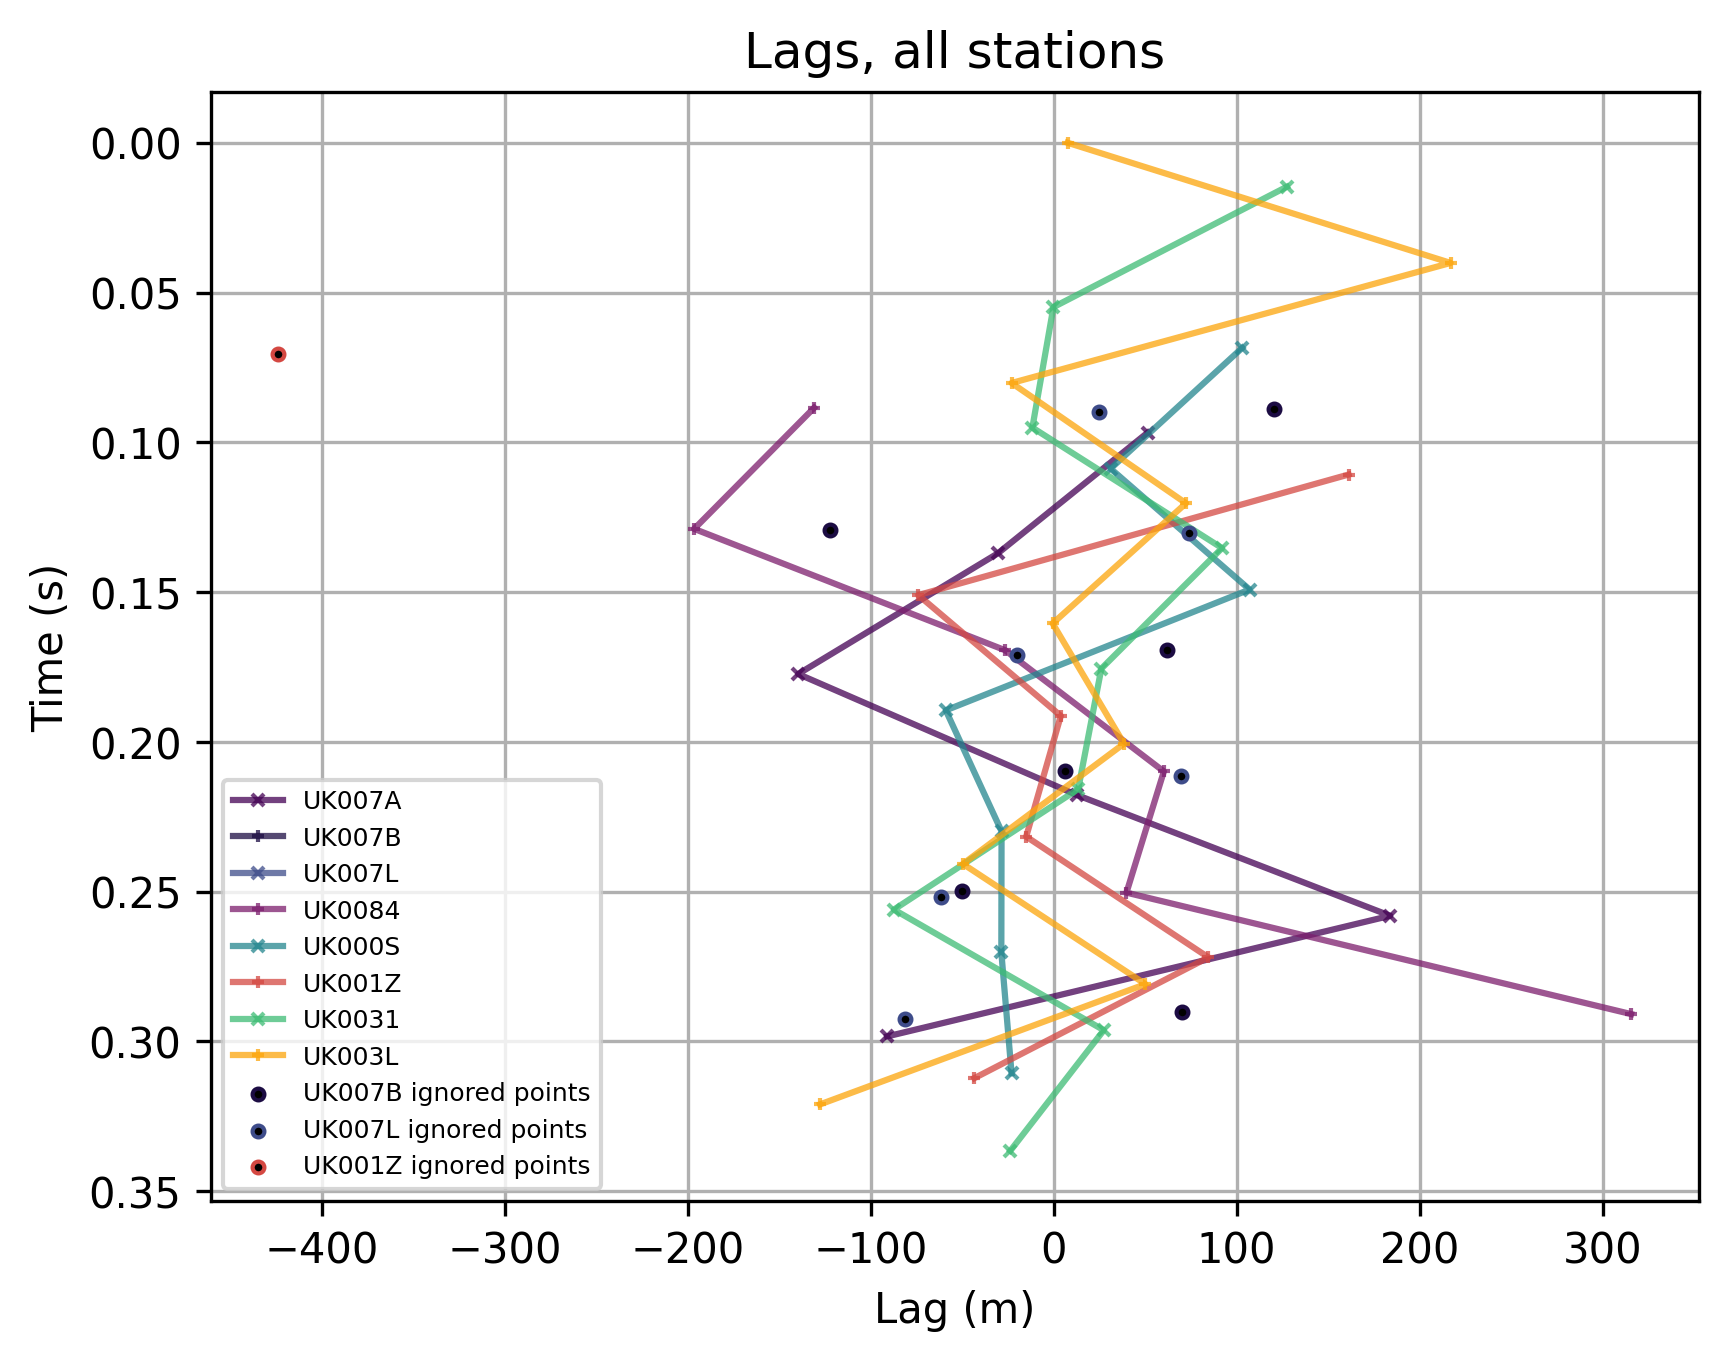 Lags, all stations
Time (s)
0.00
0.05
0.10
0.15
0.20
0.25
0.30
0.35
UK007A
UK007B
UK007L
UK0084
UK000S
UK001Z
UK0031
UK003L
UK007B ignored points
UK007L ignored points
UK001Z ignored points
−400 −300 −200 −100 0 100 200 300
Lag (m)